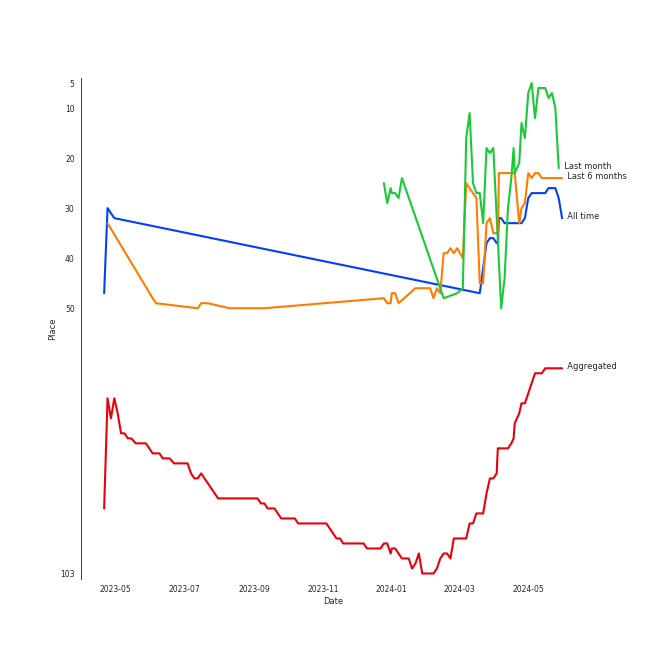 5
10
20
30
40
50
103
Place
2023-05
2023-07
2023-09
2023-11
2024-01
2024-03
2024-05
Date
Last month
Last 6 months
All time
Aggregated